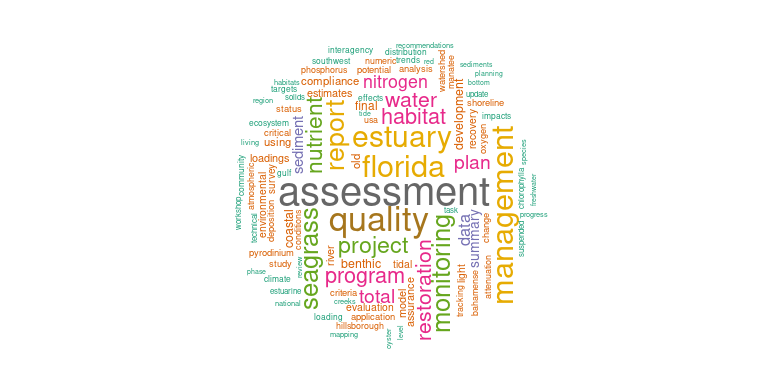 recommendations
interagency
distribution
southwest
numeric
trends
red
sediments
phosphorus
potential
analysis
planning
habitats
compliance
nitrogen
watershed
manatee
bottom
targets
estimates
effects
water
update
region
solids
final
tide
shoreline
status
usa
habitat
development
impacts
ecosystem
sediment
nutrient
report
estuary
recovery
critical
oxygen
living
using
management
loadings
old
florida
plan
species
community
atmospheric
survey
gulf
assessment
chlorophylla
freshwater
workshop
environmental
deposition
quality
task
technical
coastal
conditions
seagrass
monitoring
data
summary
change
progress
suspended
project
pyrodinium
river
study
review
benthic
tidal
restoration
light
attenuation
phase
climate
program
tracking
bahamense
estuarine
criteria
total
model
assurance
national
creeks
evaluation
loading
application
hillsborough
level
mapping
oyster